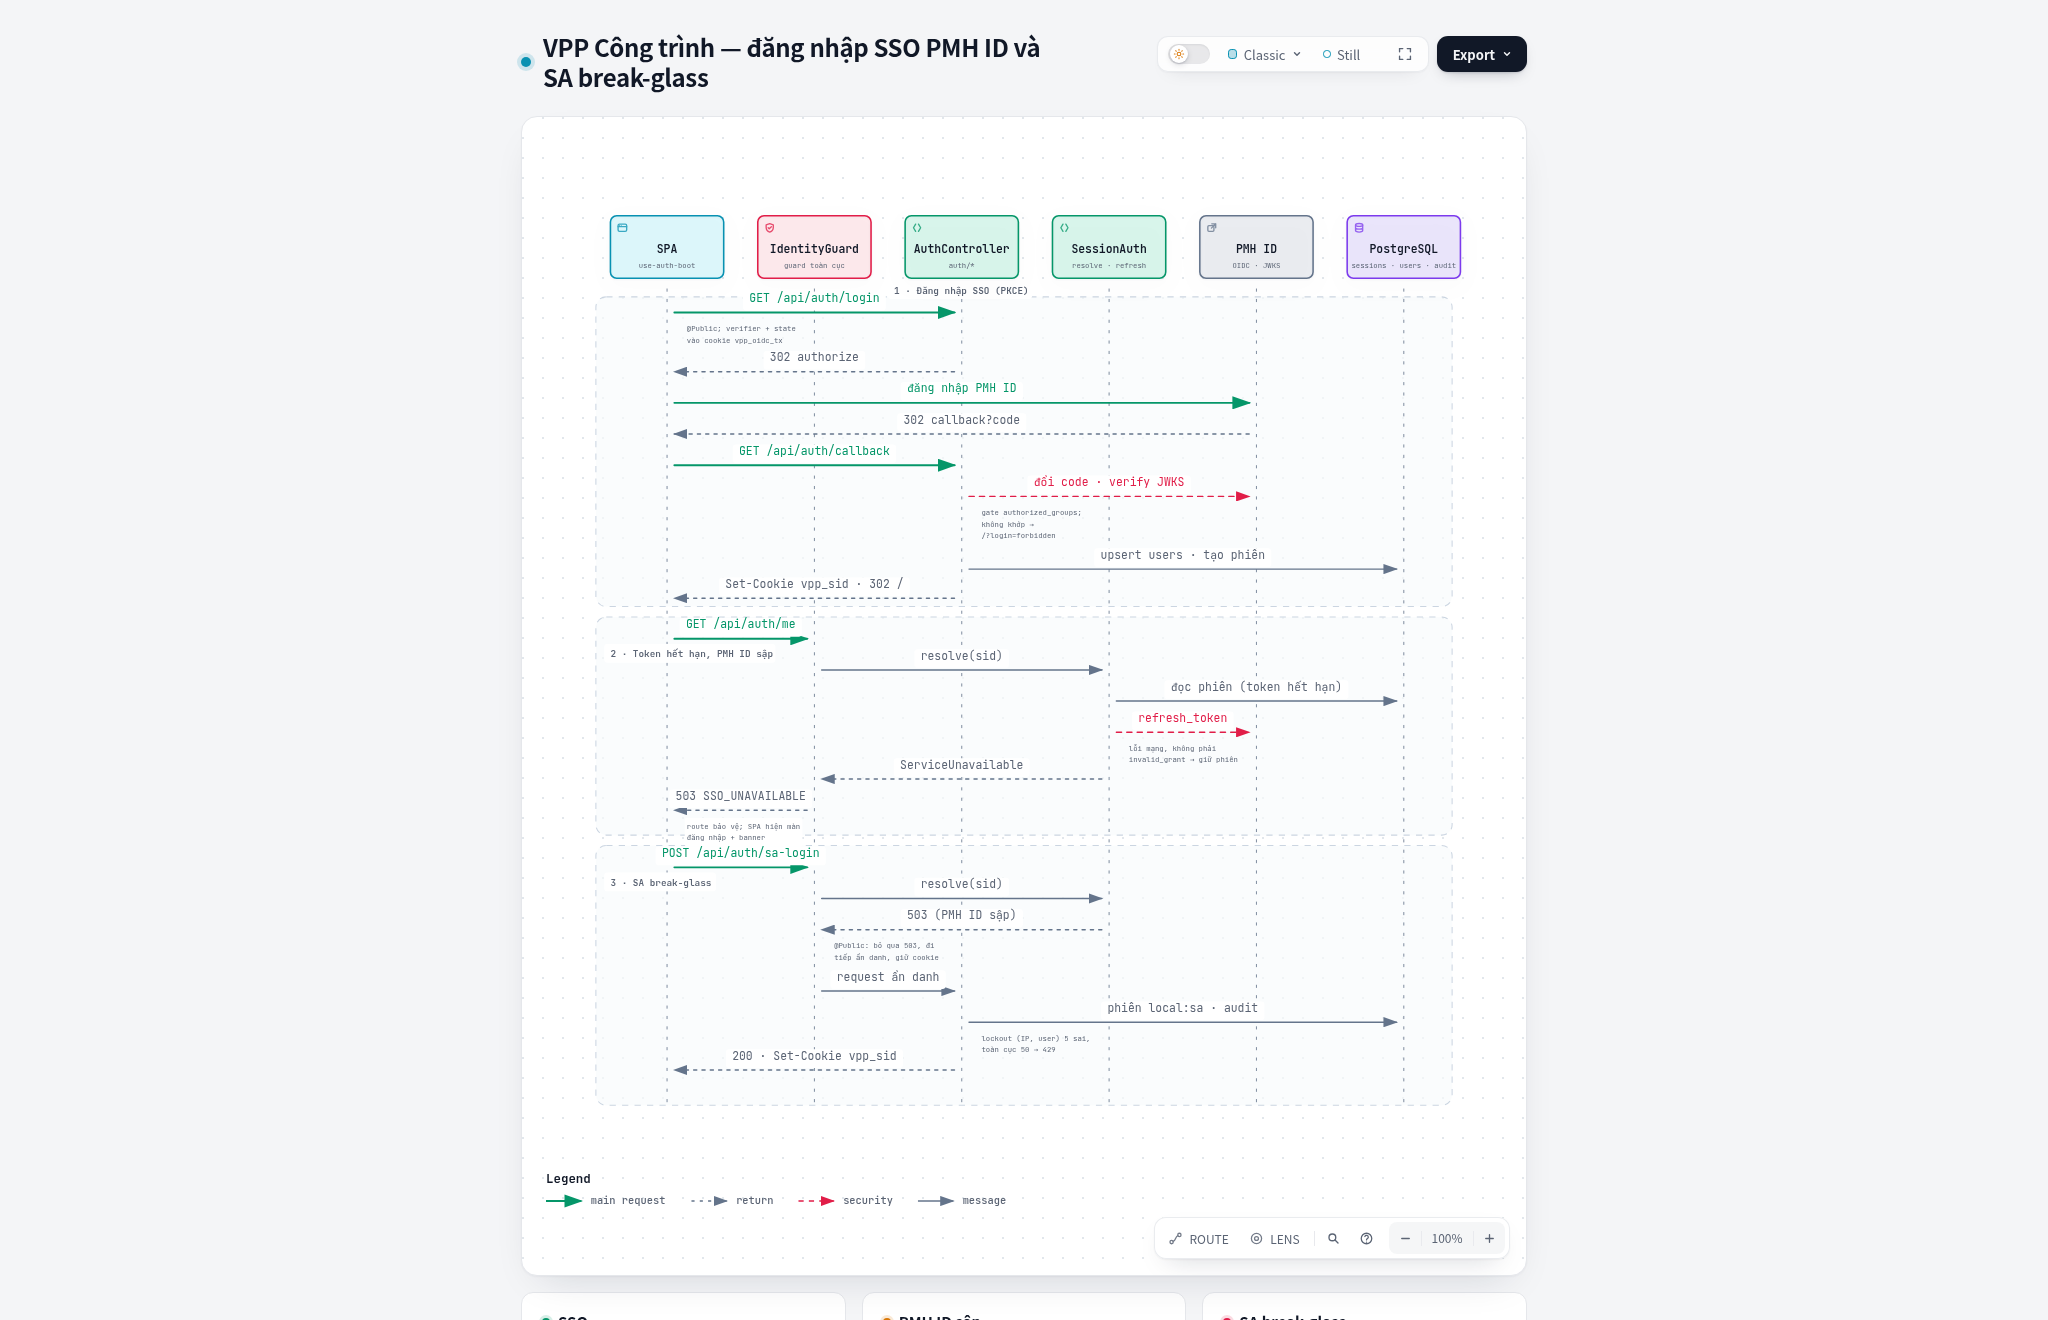 VPP Công trình — đăng nhập SSO PMH ID và
SA break-glass
Classic
Still
Export
SPA
use-auth-boot
IdentityGuard
guard toàn cục
AuthController
auth/*
SessionAuth
resolve · refresh
PMH ID
OIDC · JWKS
PostgreSQL
sessions · users · audit
1 · Đăng nhập SSO (PKCE)
GET /api/auth/login
@Public; verifier + state
vào cookie vpp_oidc_tx
302 authorize
đăng nhập PMH ID
302 callback?code
GET /api/auth/callback
đổi code · verify JWKS
gate authorized_groups;
không khớp →
/?login=forbidden
upsert users · tạo phiên
Set-Cookie vpp_sid · 302 /
GET /api/auth/me
2 · Token hết hạn, PMH ID sập
resolve(sid)
đọc phiên (token hết hạn)
refresh_token
lỗi mạng, không phải
invalid_grant → giữ phiên
ServiceUnavailable
503 SSO_UNAVAILABLE
route bảo vệ; SPA hiện màn
đăng nhập + banner
POST /api/auth/sa-login
3 · SA break-glass
resolve(sid)
503 (PMH ID sập)
@Public: bỏ qua 503, đi
tiếp ẩn danh, giữ cookie
request ẩn danh
phiên local:sa · audit
lockout (IP, user) 5 sai,
toàn cục 50 → 429
200 · Set-Cookie vpp_sid
Legend
main request
return
security
message
ROUTE
LENS
100%
SSO
PMH ID sập
SA break-glass